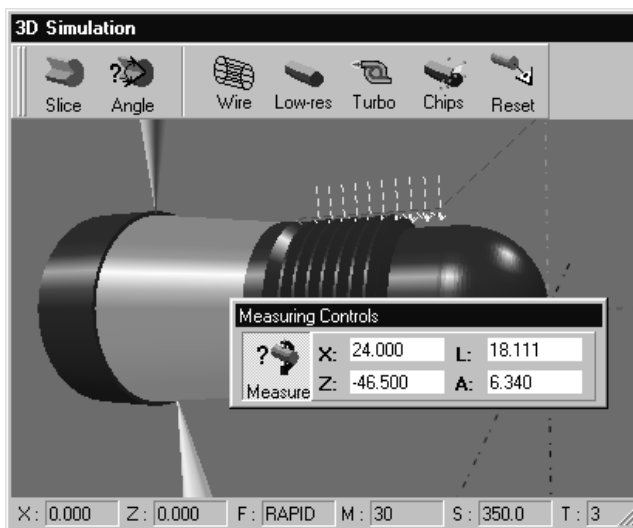 3D Simulation
Slice Angle Wire Low-res Turbo Chips Reset
Measuring Controls
X: 24.000 L: 18.111
Z: -46.500 A: 6.340
Measure
X: 0.000 Z: 0.000 F: RAPID M: 30 S: 350.0 T: 3